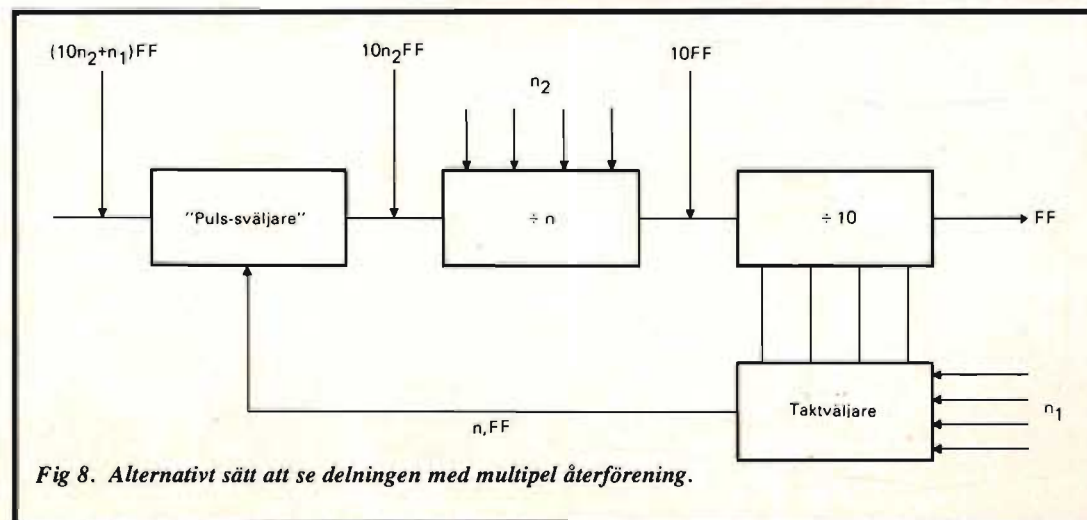 (10n₂+n₁)FF
10n₂FF
n₂
10FF
"Puls-sväljare"
÷ n
÷ 10
FF
Taktväljare
n₁
n,FF
Fig 8. Alternativt sätt att se delningen med multipel återförening.